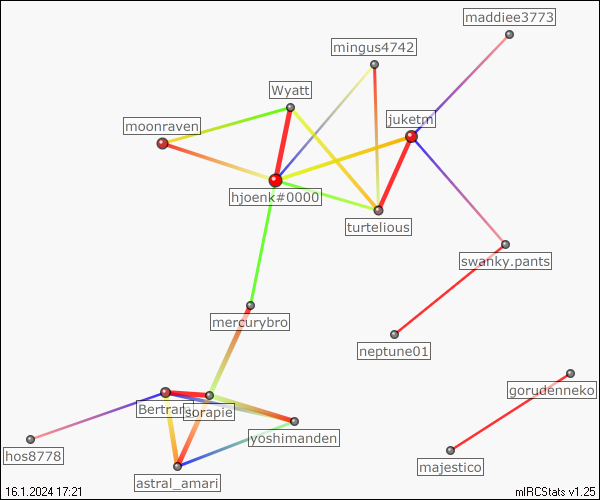 maddiee3773
mingus4742
Wyatt
juketm
moonraven
hjoenk#0000
turtelious
swanky.pants
mercurybro
neptune01
gorudenneko
sorapie
yoshimanden
hos8778
majestico
astral_amari
16.1.2024 17:21
mIRCStats v1.25